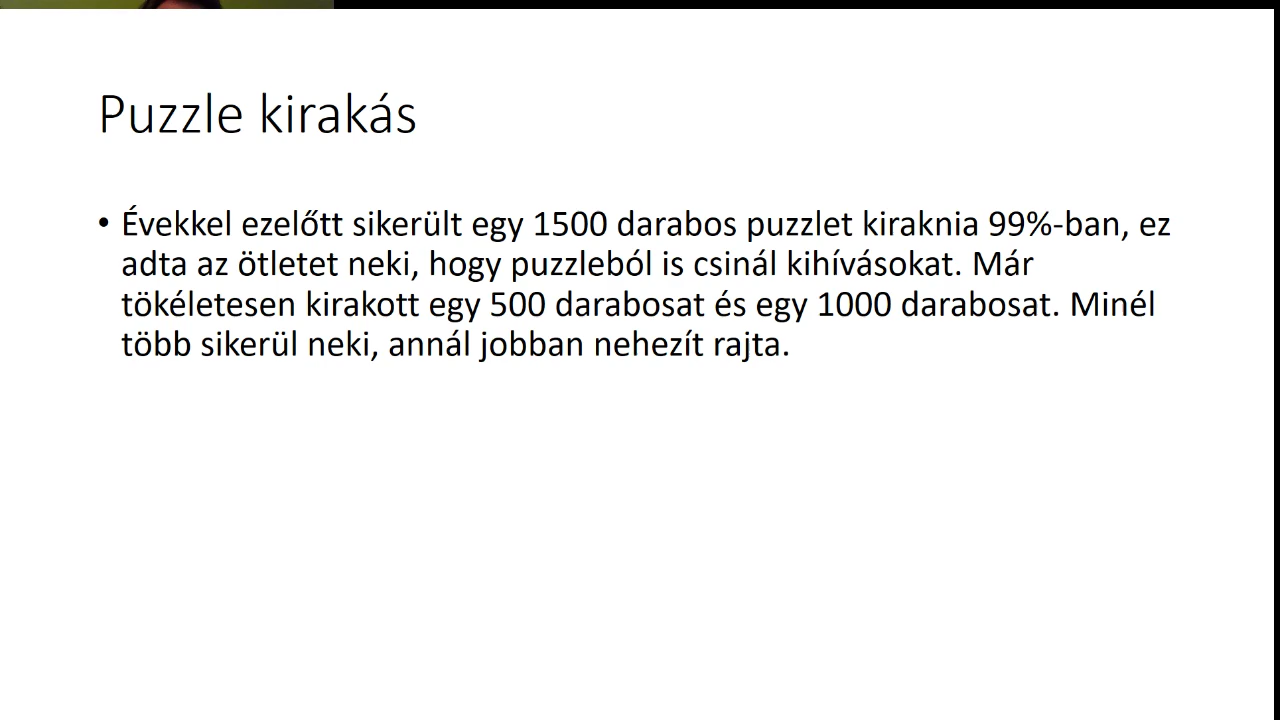 Puzzle kirakás
• Évekkel ezelőtt sikerült egy 1500 darabos puzzlet kiraknia 99%-ban, ez
adta az ötletet neki, hogy puzzleból is csinál kihívásokat. Már
tökéletesen kirakott egy 500 darabosat és egy 1000 darabosat. Minél
több sikerül neki, annál jobban nehezít rajta.